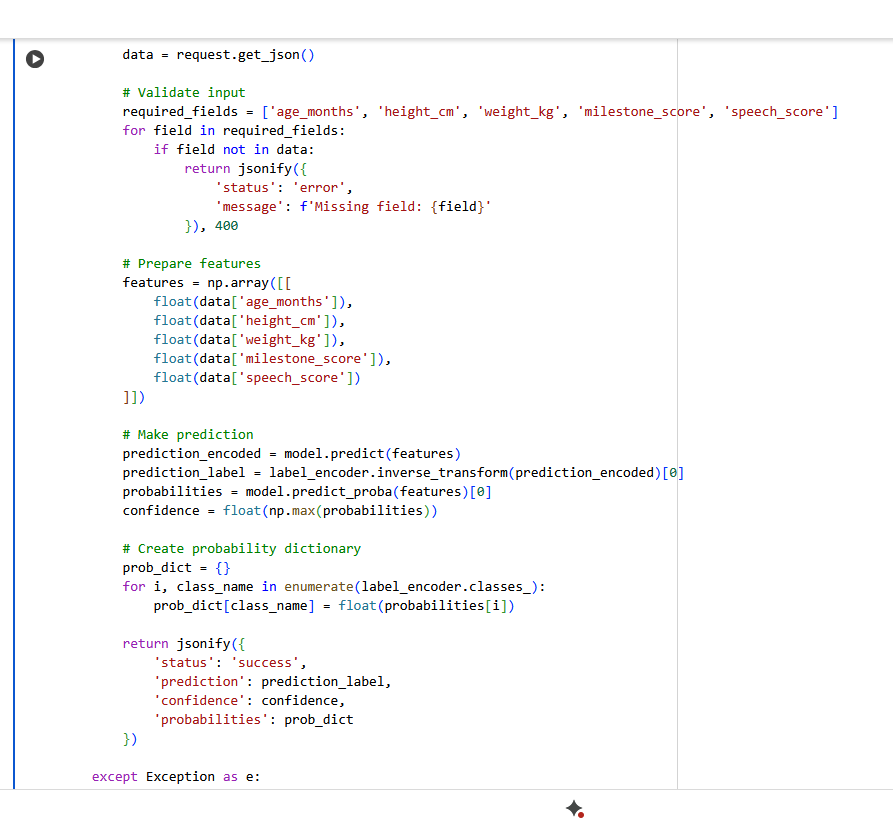 data = request.get_json()
# Validate input
required_fields = ['age_months', 'height_cm', 'weight_kg', 'milestone_score', 'speech_score']
for field in required_fields:
if field not in data:
return jsonify({
'status': 'error',
'message': f'Missing field: {field}'
}), 400
# Prepare features
features = np.array([[
float(data['age_months']),
float(data['height_cm']),
float(data['weight_kg']),
float(data['milestone_score']),
float(data['speech_score'])
]])
# Make prediction
prediction_encoded = model.predict(features)
prediction_label = label_encoder.inverse_transform(prediction_encoded)[0]
probabilities = model.predict_proba(features)[0]
confidence = float(np.max(probabilities))
# Create probability dictionary
prob_dict = {}
for i, class_name in enumerate(label_encoder.classes_):
prob_dict[class_name] = float(probabilities[i])
return jsonify({
'status': 'success',
'prediction': prediction_label,
'confidence': confidence,
'probabilities': prob_dict
})
except Exception as e: